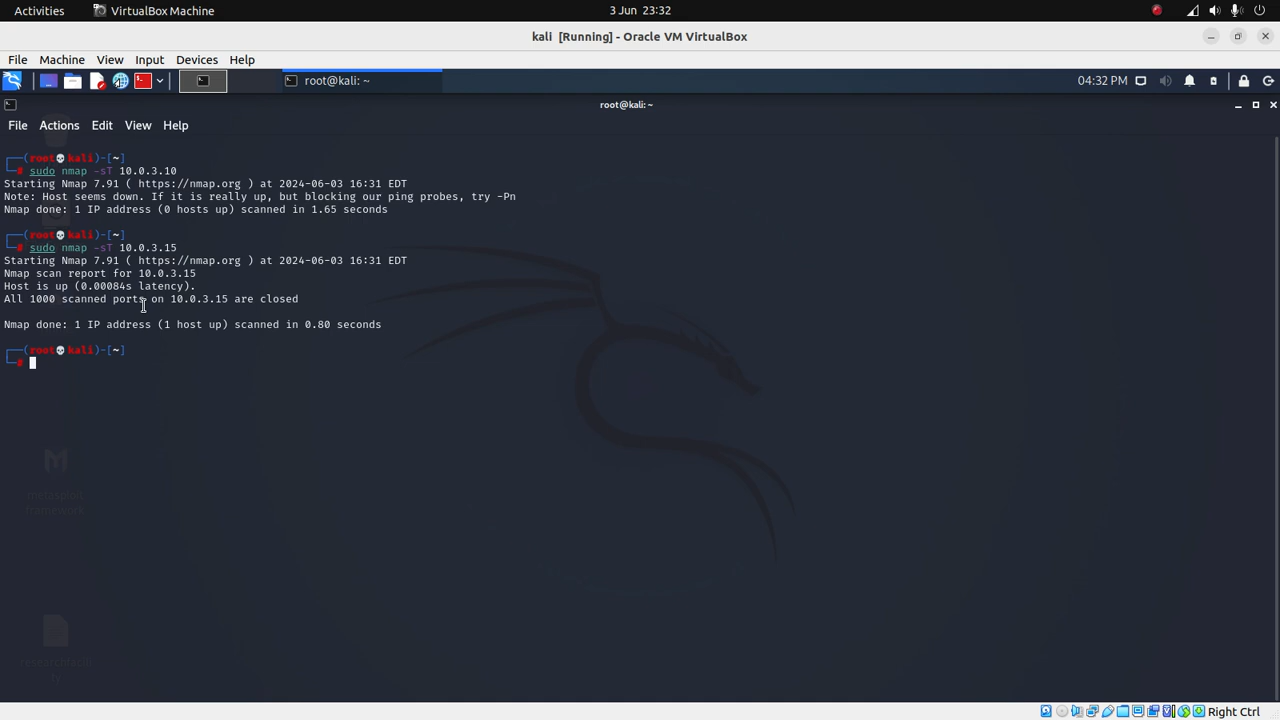 Activities VirtualBox Machine 3 Jun 23:32
kali [Running] - Oracle VM VirtualBox
File Machine View Input Devices Help
root@kali: ~ 04:32 PM
root@kali: ~
File Actions Edit View Help
┌──(root💀kali)-[~]
└─# sudo nmap -sT 10.0.3.10
Starting Nmap 7.91 ( https://nmap.org ) at 2024-06-03 16:31 EDT
Note: Host seems down. If it is really up, but blocking our ping probes, try -Pn
Nmap done: 1 IP address (0 hosts up) scanned in 1.65 seconds
┌──(root💀kali)-[~]
└─# sudo nmap -sT 10.0.3.15
Starting Nmap 7.91 ( https://nmap.org ) at 2024-06-03 16:31 EDT
Nmap scan report for 10.0.3.15
Host is up (0.00084s latency).
All 1000 scanned ports on 10.0.3.15 are closed
Nmap done: 1 IP address (1 host up) scanned in 0.80 seconds
┌──(root💀kali)-[~]
└─#
framework
Right Ctrl